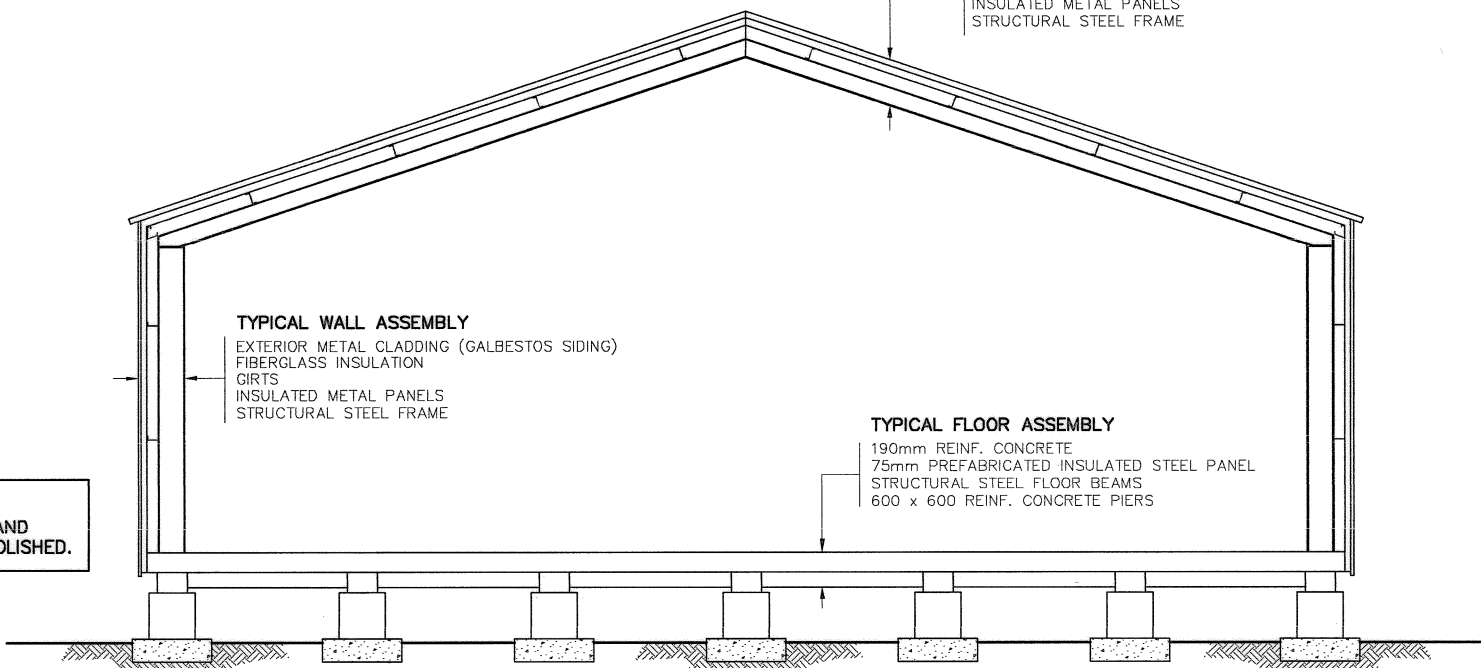 INSULATED METAL PANELS
STRUCTURAL STEEL FRAME
TYPICAL WALL ASSEMBLY
EXTERIOR METAL CLADDING (GALBESTOS SIDING)
FIBERGLASS INSULATION
GIRTS
INSULATED METAL PANELS
STRUCTURAL STEEL FRAME
TYPICAL FLOOR ASSEMBLY
190mm REINF. CONCRETE
75mm PREFABRICATED INSULATED STEEL PANEL
STRUCTURAL STEEL FLOOR BEAMS
600 x 600 REINF. CONCRETE PIERS
AND
OLISHED.